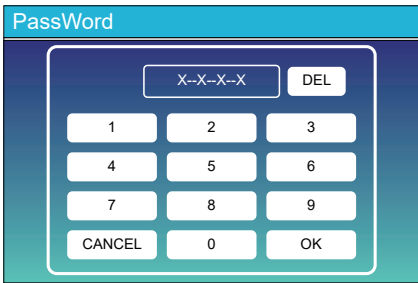 PassWord
X--X--X--X DEL
1 2 3
4 5 6
7 8 9
CANCEL 0 OK